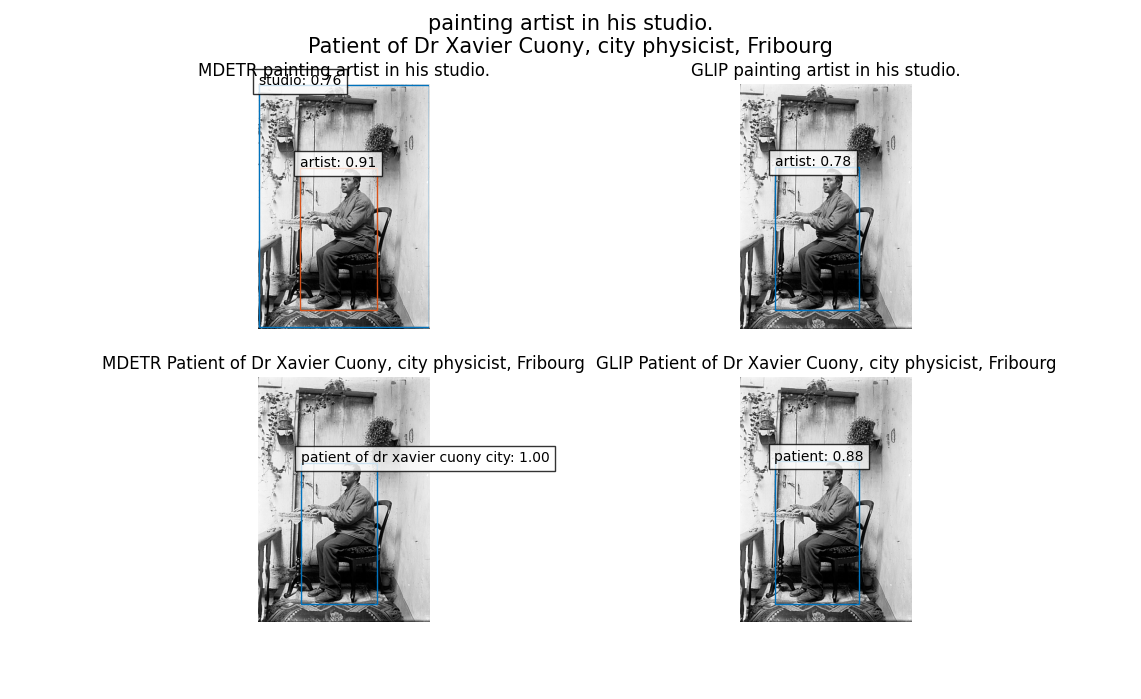 painting artist in his studio.
Patient of Dr Xavier Cuony, city physicist, Fribourg
MDETR painting artist in his studio.
studio: 0.76
artist: 0.91
GLIP painting artist in his studio.
artist: 0.78
MDETR Patient of Dr Xavier Cuony, city physicist, Fribourg
patient of dr xavier cuony city: 1.00
GLIP Patient of Dr Xavier Cuony, city physicist, Fribourg
patient: 0.88